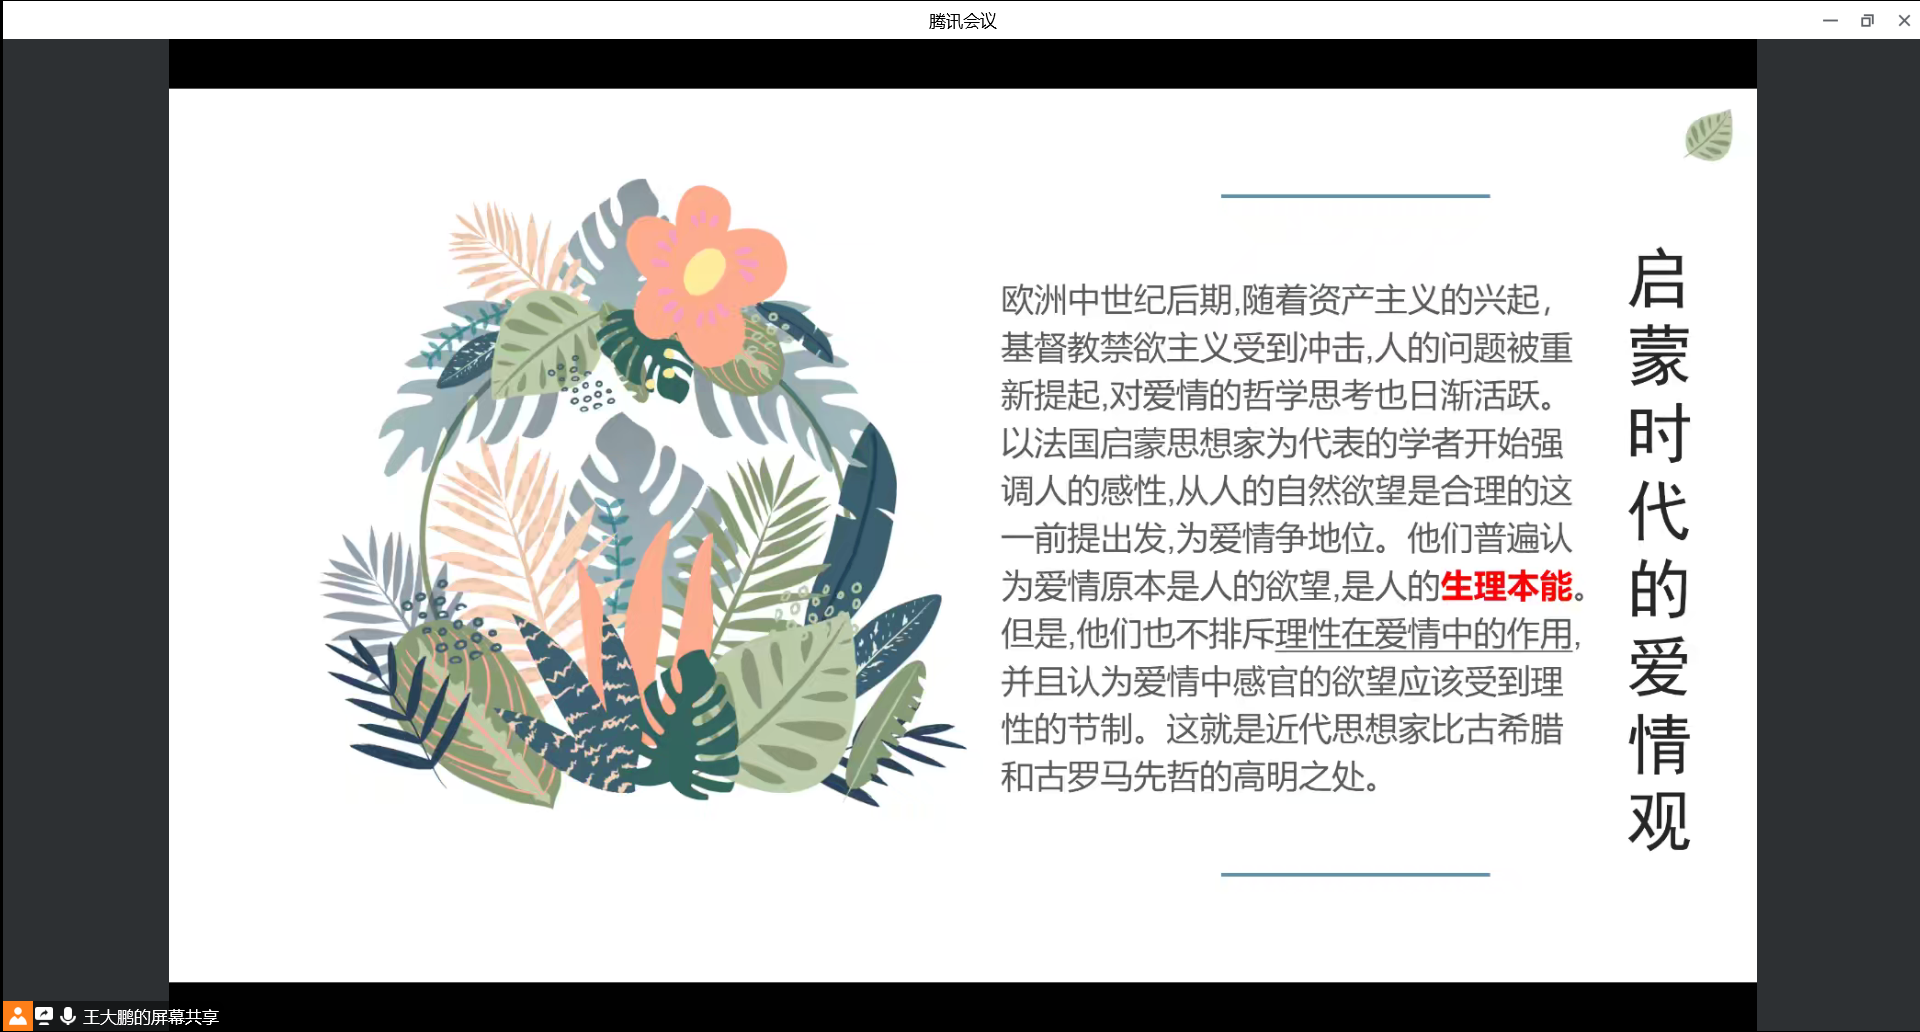 腾讯会议
启蒙时代的爱情观
欧洲中世纪后期,随着资产主义的兴起,
基督教禁欲主义受到冲击,人的问题被重
新提起,对爱情的哲学思考也日渐活跃。
以法国启蒙思想家为代表的学者开始强
调人的感性,从人的自然欲望是合理的这
一前提出发,为爱情争地位。他们普遍认
为爱情原本是人的欲望,是人的生理本能。
但是,他们也不排斥理性在爱情中的作用,
并且认为爱情中感官的欲望应该受到理
性的节制。这就是近代思想家比古希腊
和古罗马先哲的高明之处。
王大鹏的屏幕共享